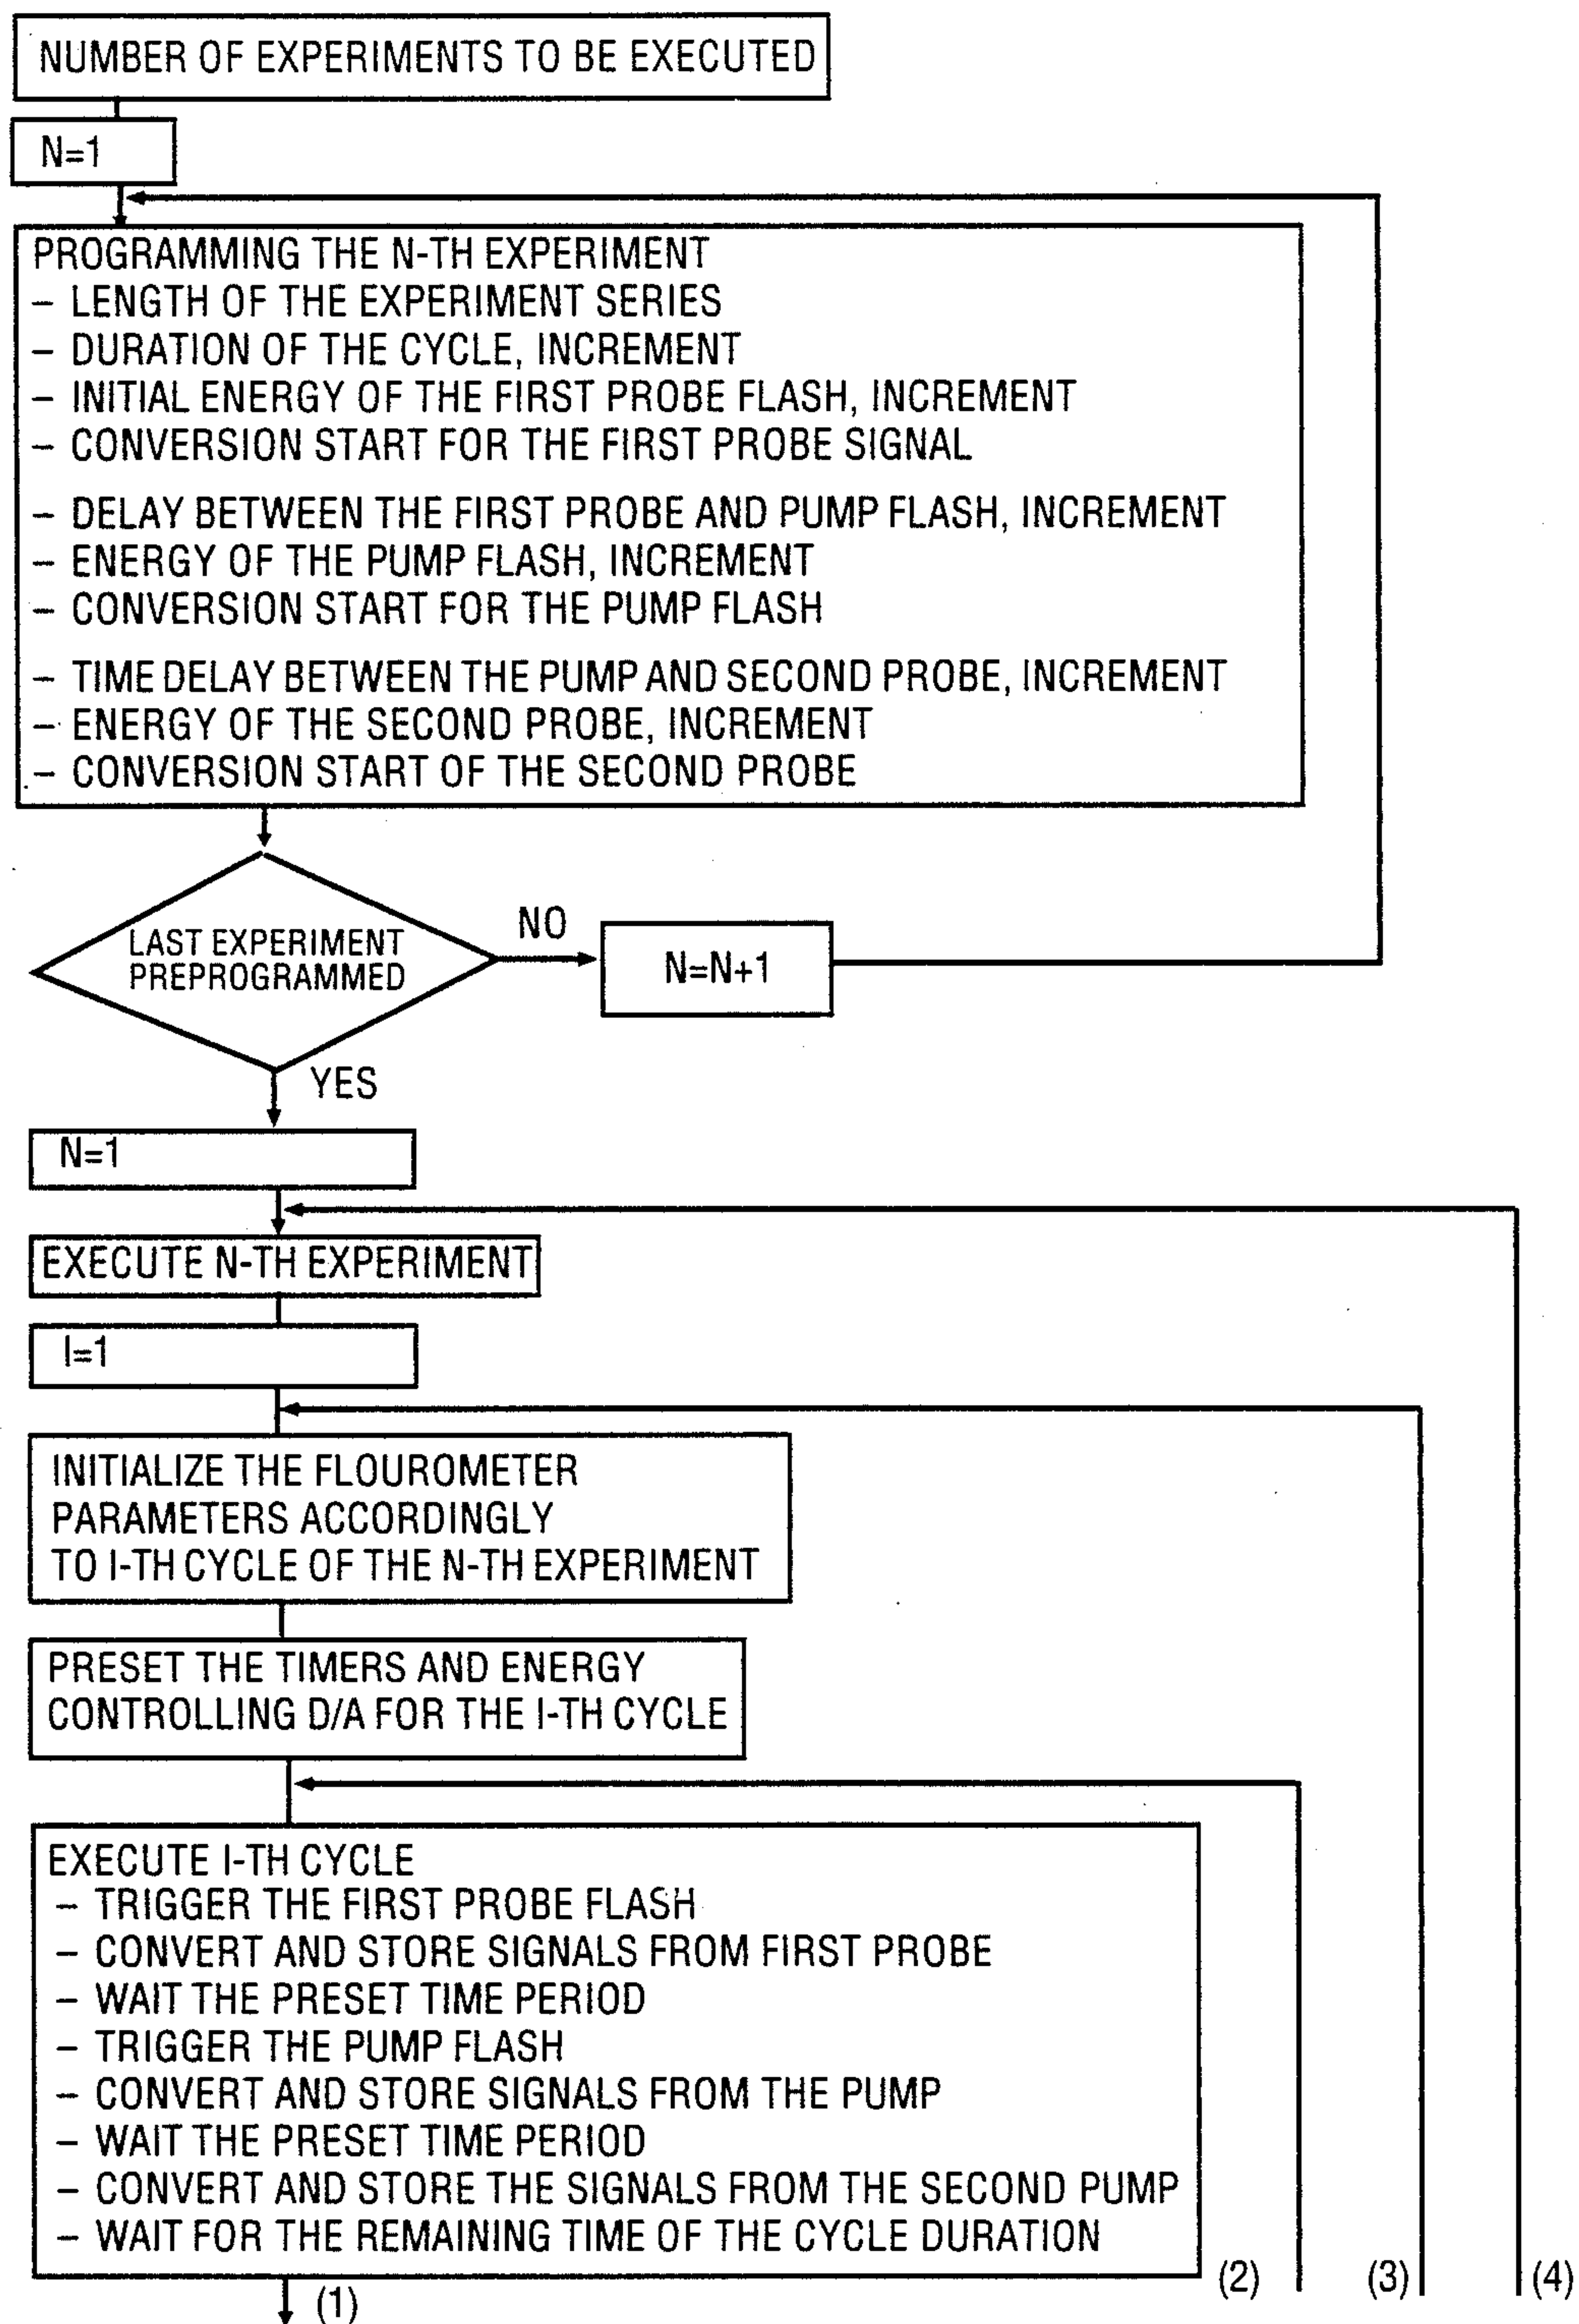 NUMBER OF EXPERIMENTS TO BE EXECUTED
N=1
PROGRAMMING THE N-TH EXPERIMENT
– LENGTH OF THE EXPERIMENT SERIES
– DURATION OF THE CYCLE, INCREMENT
– INITIAL ENERGY OF THE FIRST PROBE FLASH, INCREMENT
– CONVERSION START FOR THE FIRST PROBE SIGNAL
– DELAY BETWEEN THE FIRST PROBE AND PUMP FLASH, INCREMENT
– ENERGY OF THE PUMP FLASH, INCREMENT
– CONVERSION START FOR THE PUMP FLASH
– TIME DELAY BETWEEN THE PUMP AND SECOND PROBE, INCREMENT
– ENERGY OF THE SECOND PROBE, INCREMENT
– CONVERSION START OF THE SECOND PROBE
LAST EXPERIMENT
PREPROGRAMMED
NO
N=N+1
YES
N=1
EXECUTE N-TH EXPERIMENT
I=1
INITIALIZE THE FLOUROMETER
PARAMETERS ACCORDINGLY
TO I-TH CYCLE OF THE N-TH EXPERIMENT
PRESET THE TIMERS AND ENERGY
CONTROLLING D/A FOR THE I-TH CYCLE
EXECUTE I-TH CYCLE
– TRIGGER THE FIRST PROBE FLASH
– CONVERT AND STORE SIGNALS FROM FIRST PROBE
– WAIT THE PRESET TIME PERIOD
– TRIGGER THE PUMP FLASH
– CONVERT AND STORE SIGNALS FROM THE PUMP
– WAIT THE PRESET TIME PERIOD
– CONVERT AND STORE THE SIGNALS FROM THE SECOND PUMP
– WAIT FOR THE REMAINING TIME OF THE CYCLE DURATION
(1)
(2)
(3)
(4)